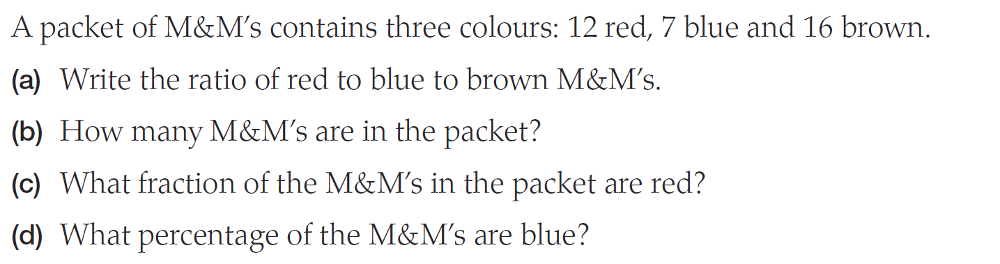 A packet of M&M’s contains three colours: 12 red, 7 blue and 16 brown.
(a) Write the ratio of red to blue to brown M&M’s.
(b) How many M&M’s are in the packet?
(c) What fraction of the M&M’s in the packet are red?
(d) What percentage of the M&M’s are blue?